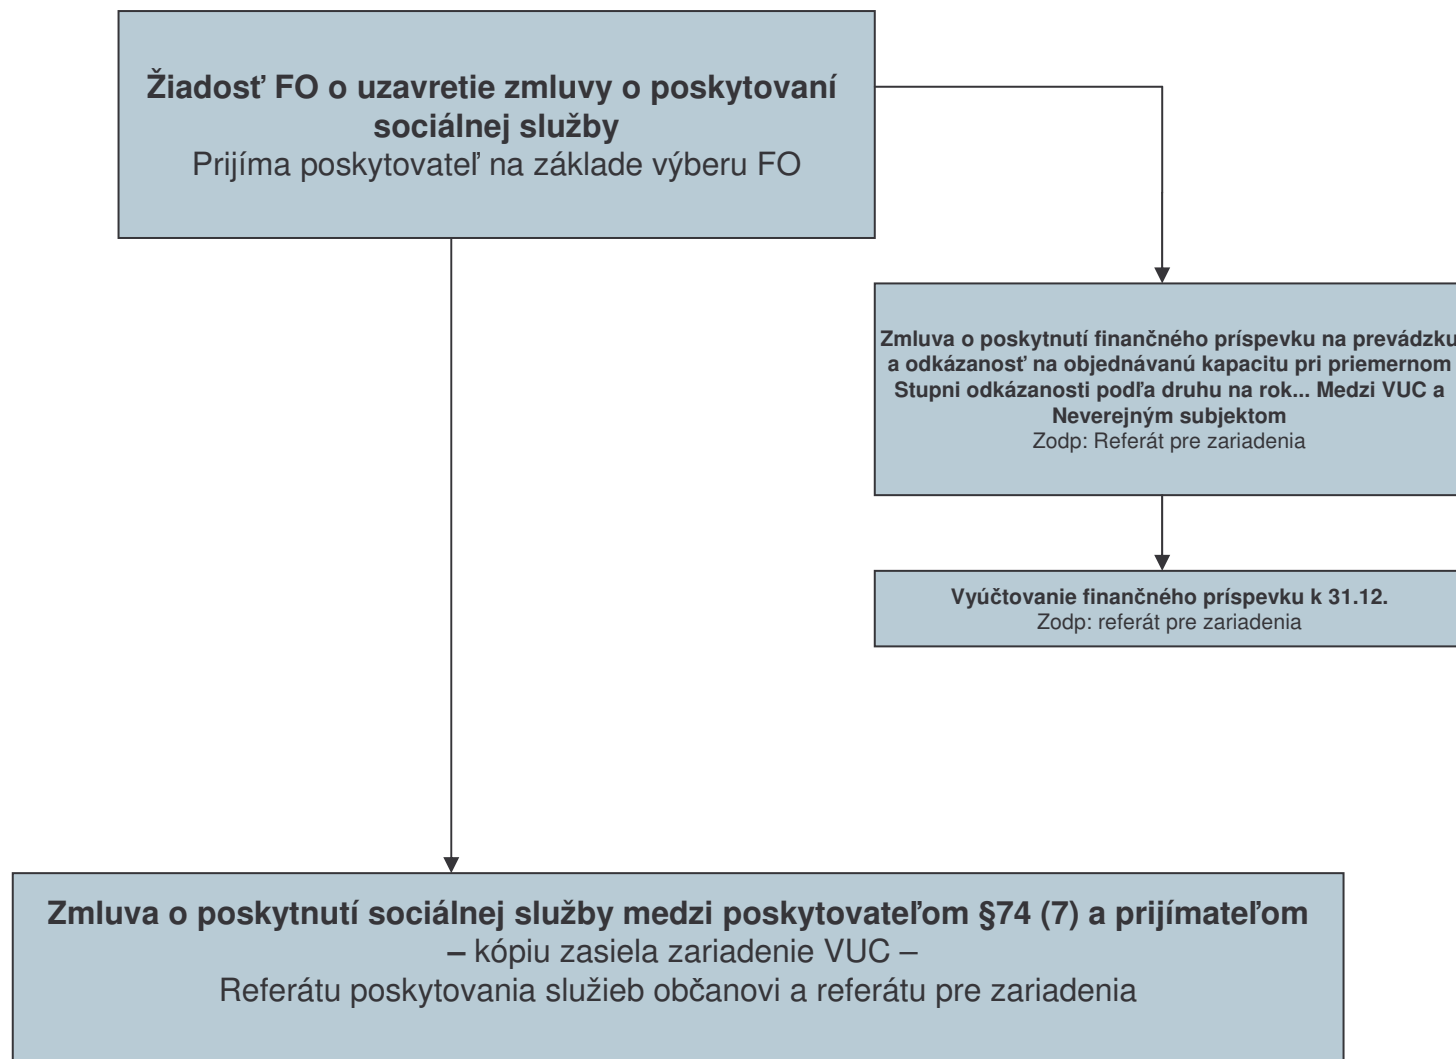 Žiadosť FO o uzavretie zmluvy o poskytovaní
sociálnej služby
Prijíma poskytovateľ na základe výberu FO
Zmluva o poskytnutí finančného príspevku na prevádzku
a odkázanosť na objednávanú kapacitu pri priemernom
Stupni odkázanosti podľa druhu na rok... Medzi VUC a
Neverejným subjektom
Zodp: Referát pre zariadenia
Vyúčtovanie finančného príspevku k 31.12.
Zodp: referát pre zariadenia
Zmluva o poskytnutí sociálnej služby medzi poskytovateľom §74 (7) a prijímateľom
– kópiu zasiela zariadenie VUC –
Referátu poskytovania služieb občanovi a referátu pre zariadenia